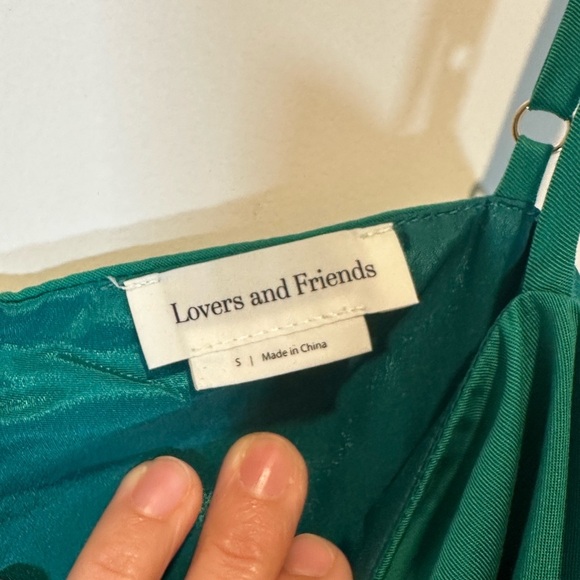 Lovers and Friends
S | Made in China